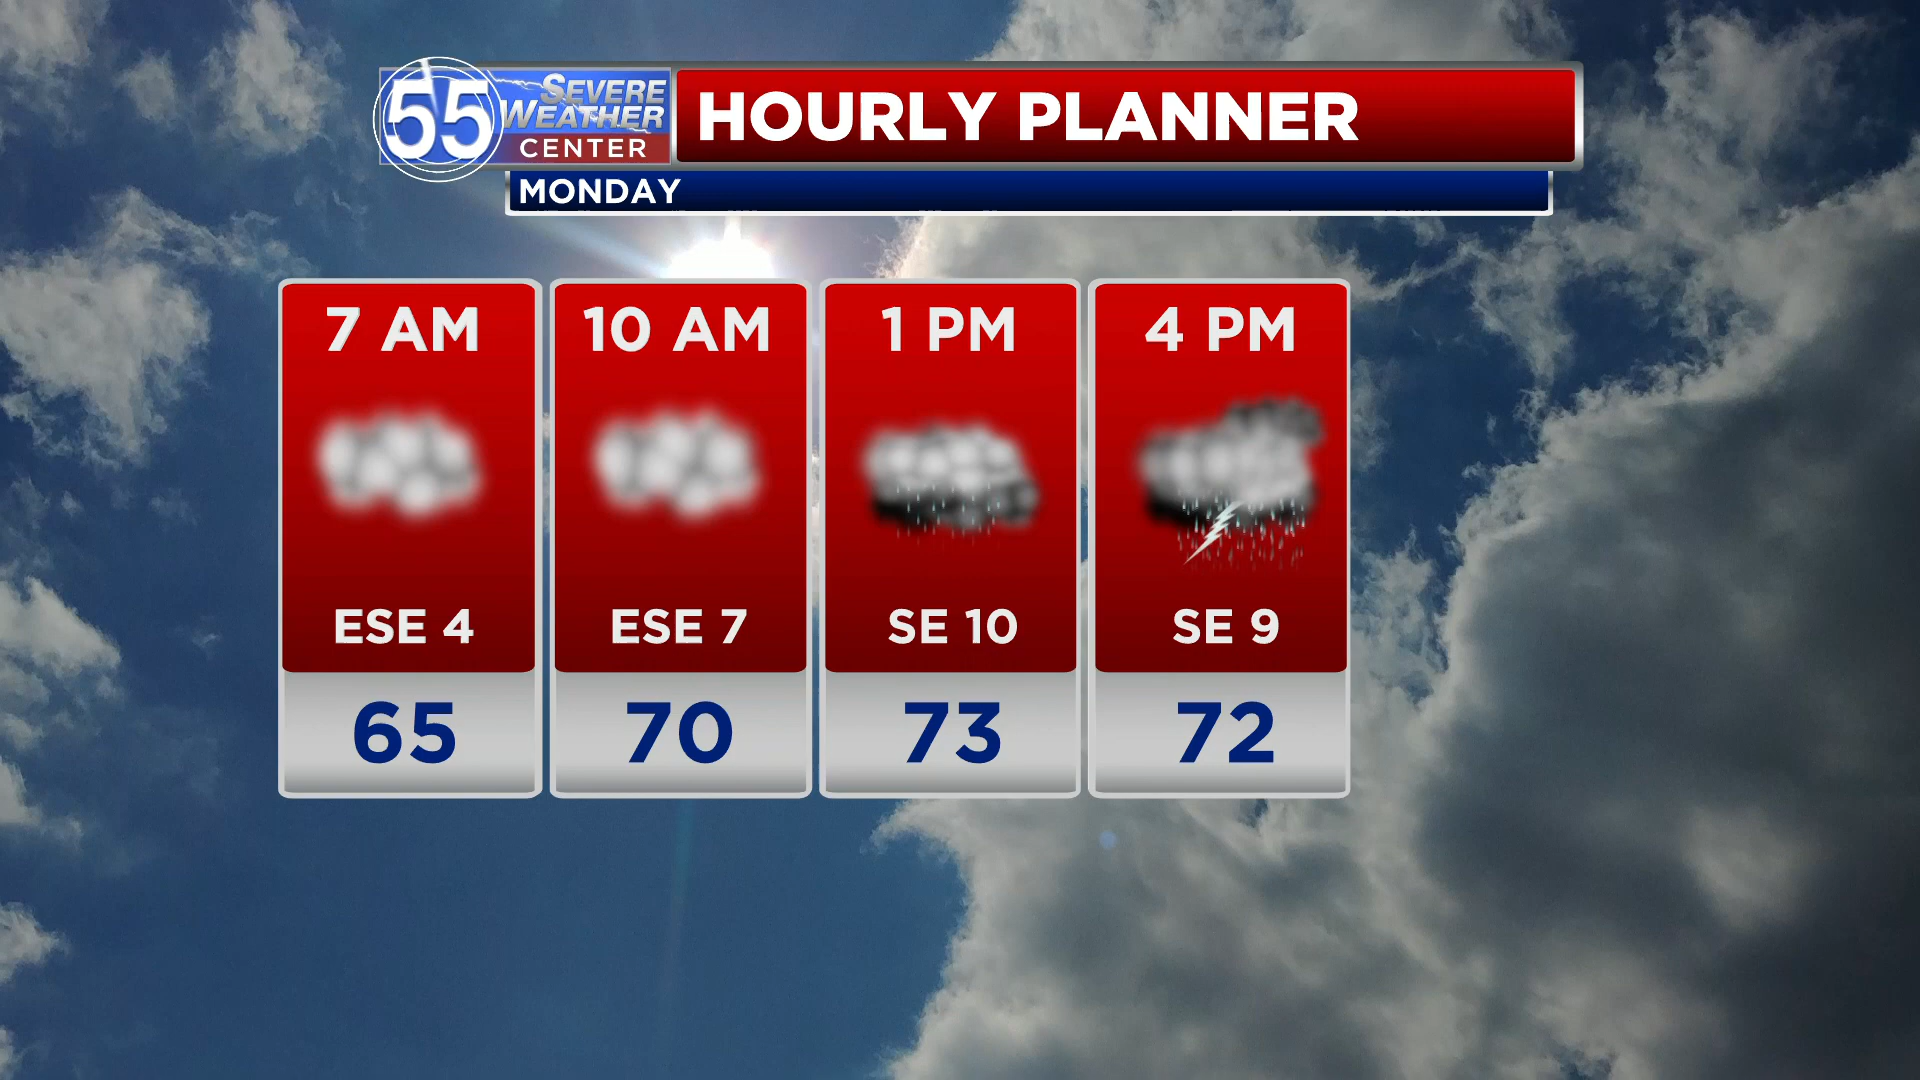 55 SEVERE WEATHER CENTER
HOURLY PLANNER
MONDAY
7 AM
ESE 4
65
10 AM
ESE 7
70
1 PM
SE 10
73
4 PM
SE 9
72